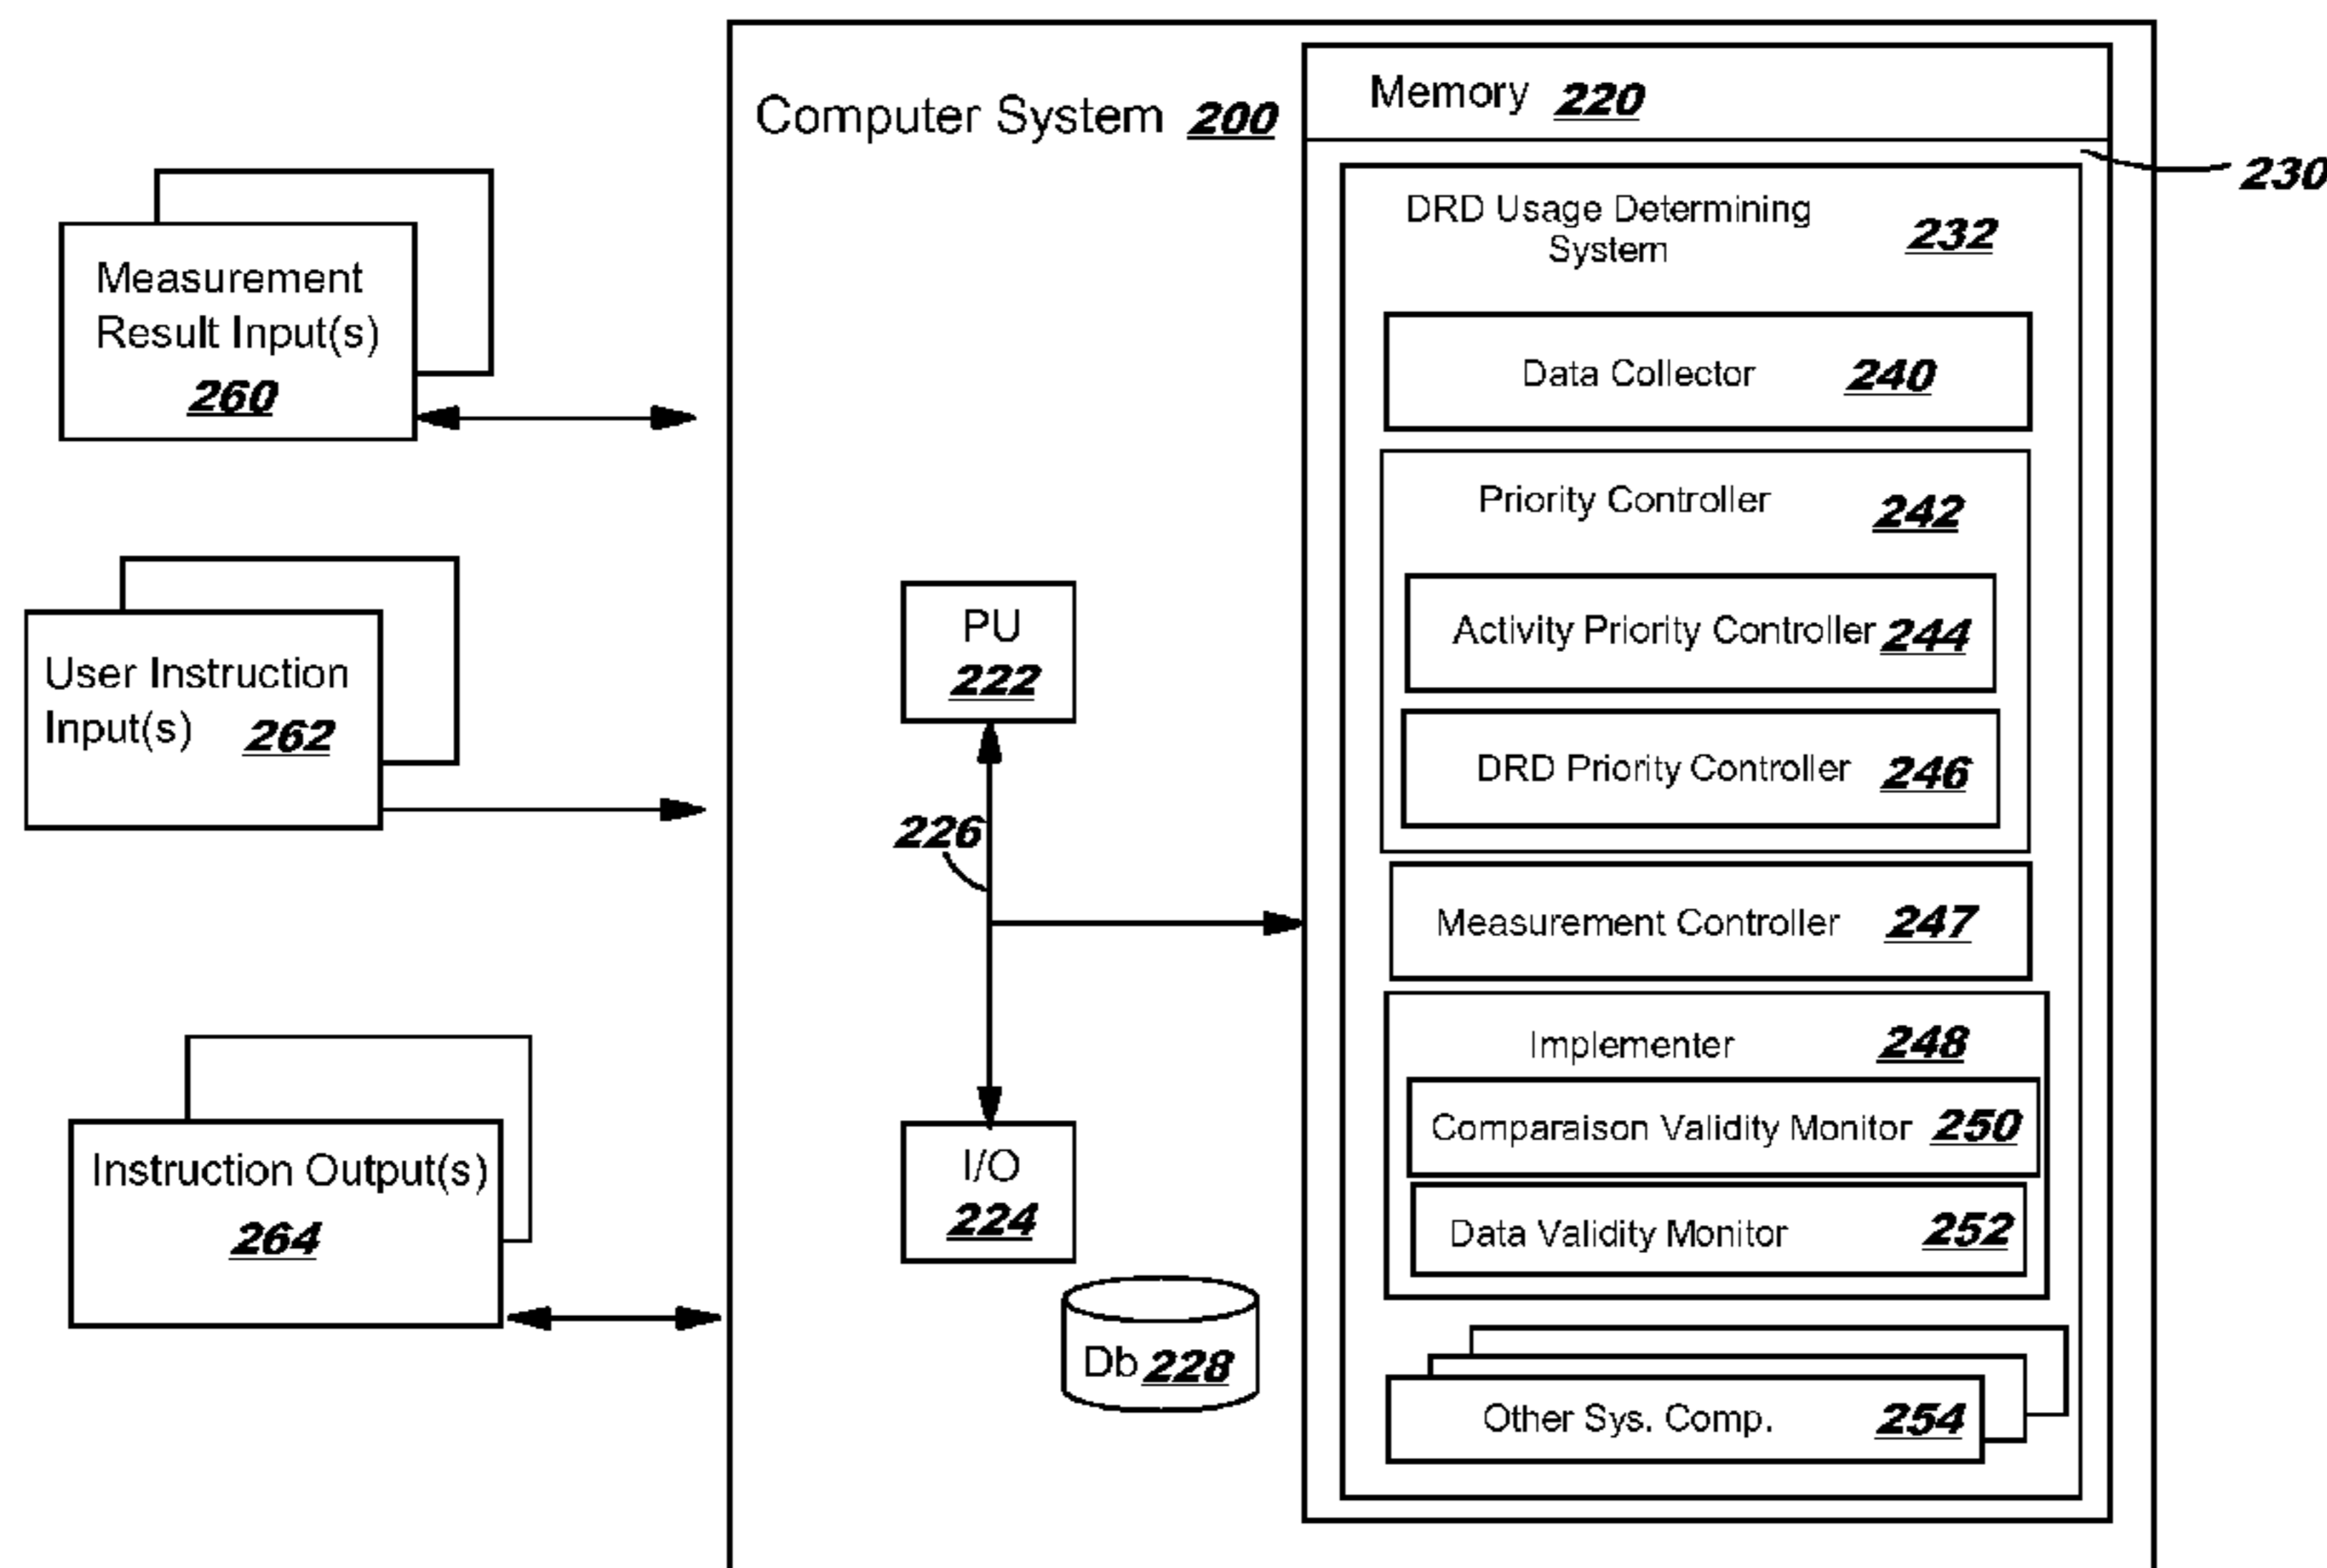 Computer System 200
Memory 220
230
DRD Usage Determining
System 232
Measurement
Result Input(s)
260
Data Collector 240
Priority Controller 242
User Instruction
Input(s) 262
PU
222
Activity Priority Controller 244
DRD Priority Controller 246
226
Measurement Controller 247
Implementer 248
Comparaison Validity Monitor 250
Instruction Output(s)
264
I/O
224
Data Validity Monitor 252
Db 228
Other Sys. Comp. 254